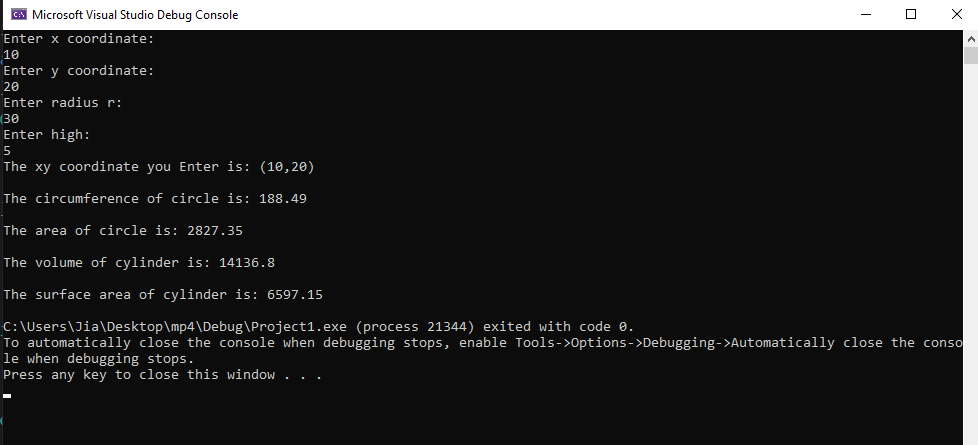 Microsoft Visual Studio Debug Console
Enter x coordinate:
10
Enter y coordinate:
20
Enter radius r:
30
Enter high:
5
The xy coordinate you Enter is: (10,20)
The circumference of circle is: 188.49
The area of circle is: 2827.35
The volume of cylinder is: 14136.8
The surface area of cylinder is: 6597.15
C:\Users\Jia\Desktop\mp4\Debug\Project1.exe (process 21344) exited with code 0.
To automatically close the console when debugging stops, enable Tools->Options->Debugging->Automatically close the conso
le when debugging stops.
Press any key to close this window . . .